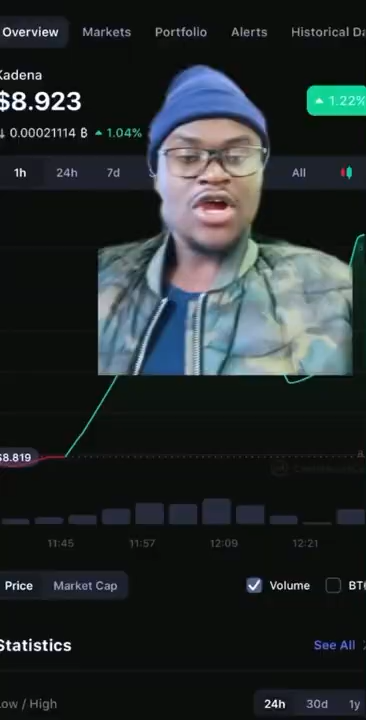 Overview Markets Portfolio Alerts Historical Da
Kadena
$8.923
1.22%
0.00021114 ₿ 1.04%
1h 24h 7d All
$8.819
11:45 11:57 12:09 12:21
Price Market Cap Volume BT
Statistics See All
Low / High 24h 30d 1y